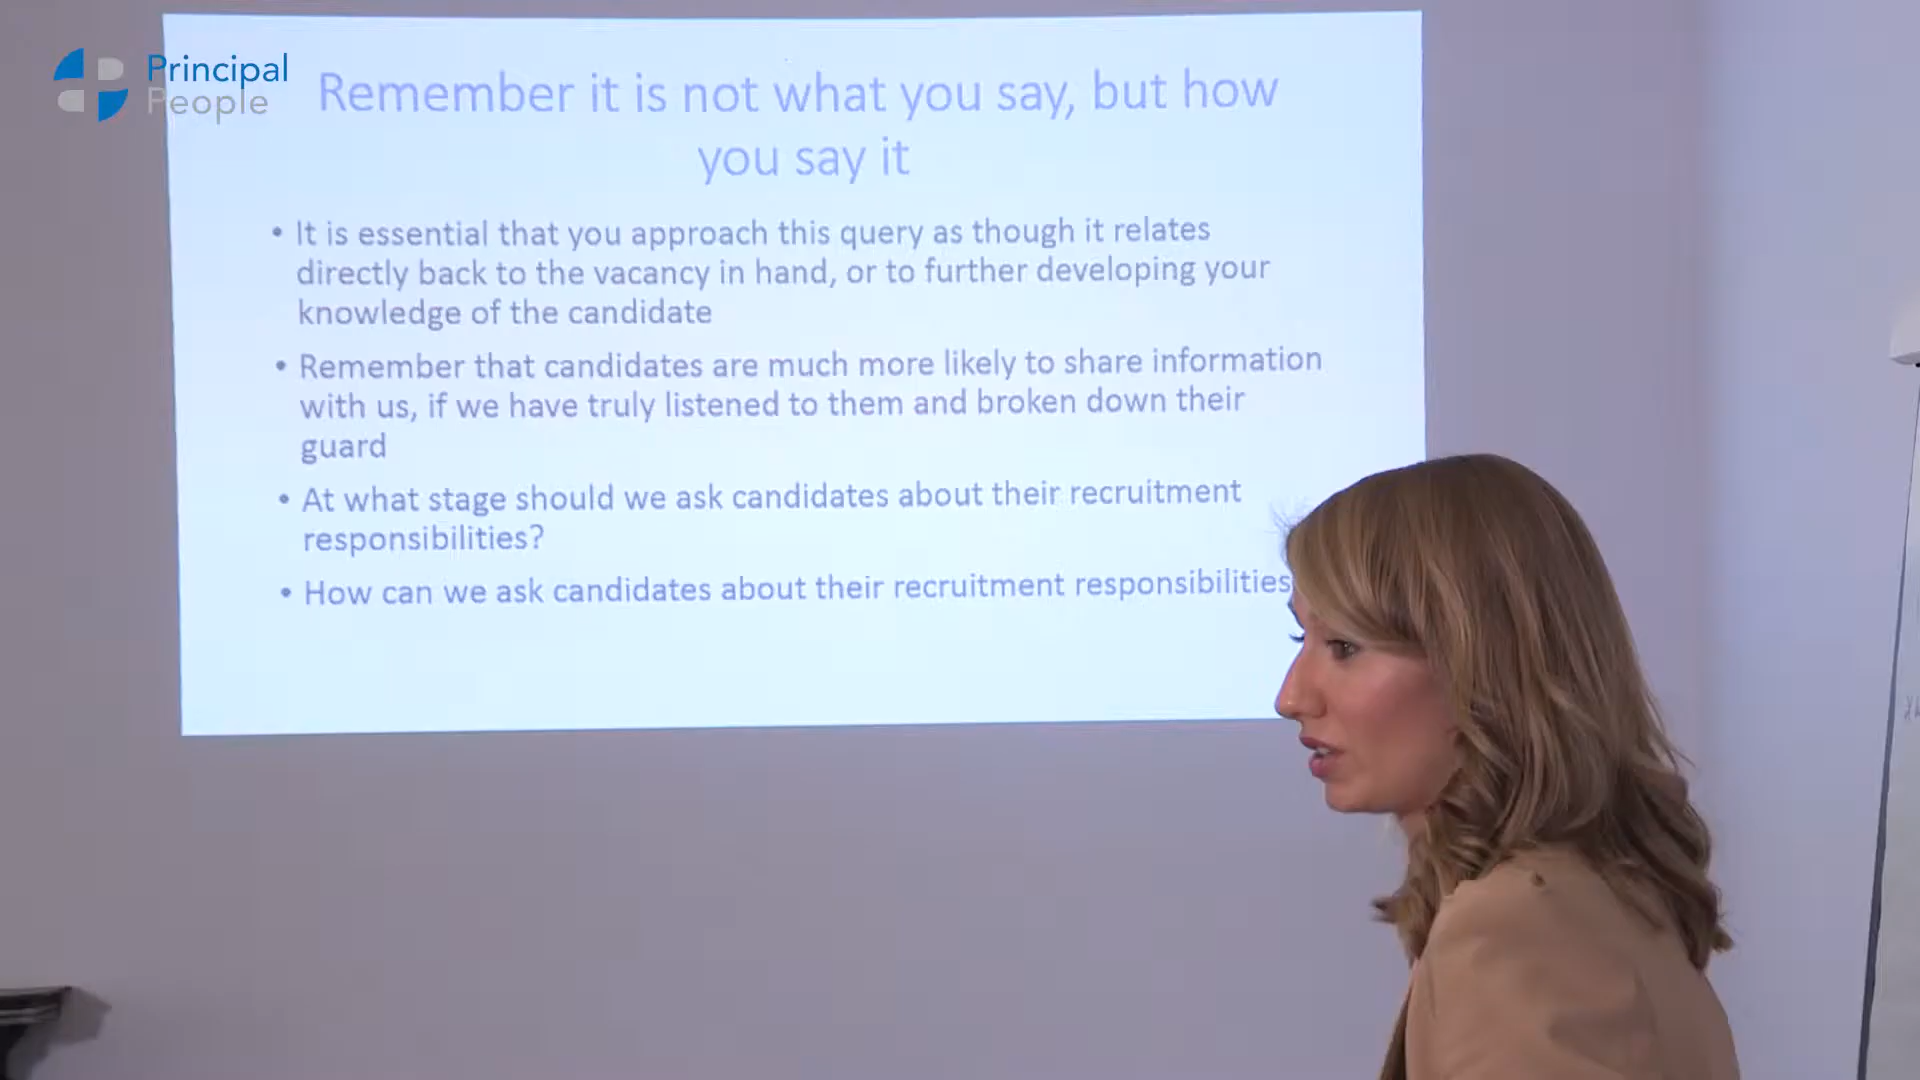 Principal
People
Remember it is not what you say, but how
you say it
• It is essential that you approach this query as though it relates
directly back to the vacancy in hand, or to further developing your
knowledge of the candidate
• Remember that candidates are much more likely to share information
with us, if we have truly listened to them and broken down their
guard
• At what stage should we ask candidates about their recruitment
responsibilities?
• How can we ask candidates about their recruitment responsibilities